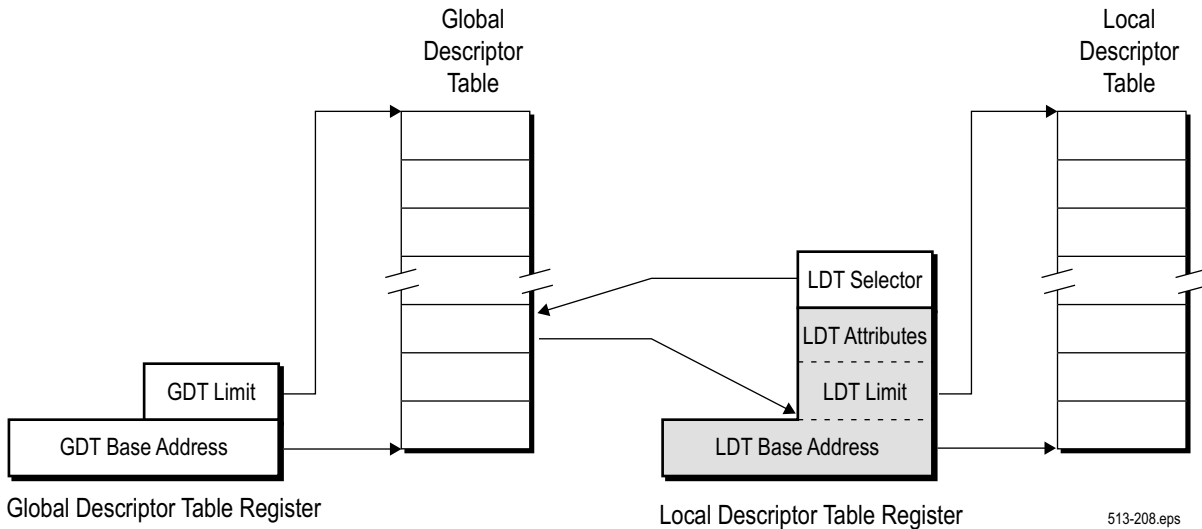 Global
Descriptor
Table
Local
Descriptor
Table
LDT Selector
LDT Attributes
GDT Limit
LDT Limit
GDT Base Address
LDT Base Address
Global Descriptor Table Register
Local Descriptor Table Register
513-208.eps